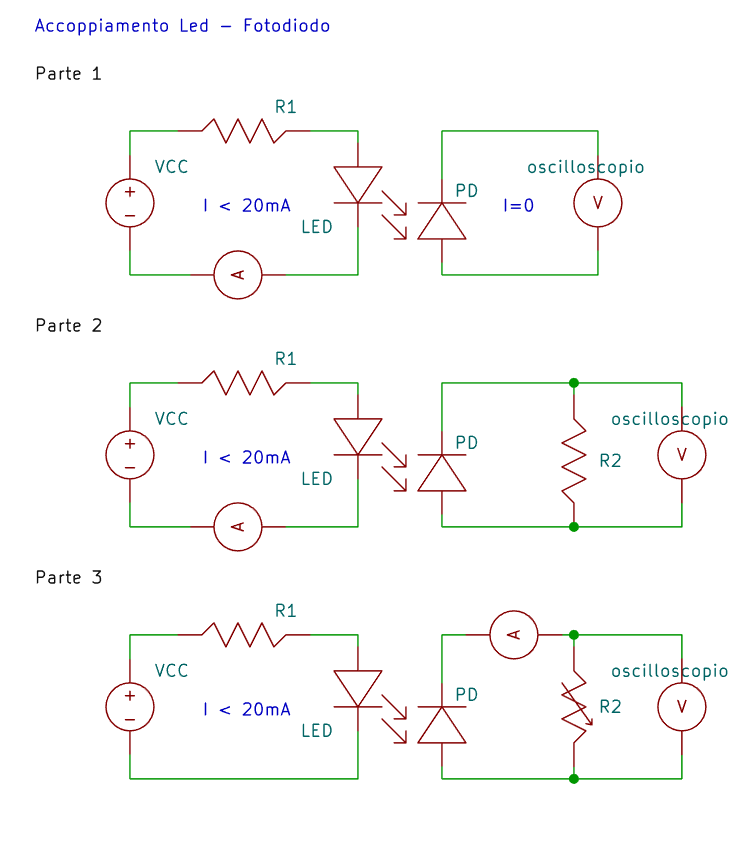 Accoppiamento Led – Fotodiodo
Parte 1
R1
VCC
oscilloscopio
I < 20mA
PD
I=0
V
LED
A
Parte 2
R1
VCC
oscilloscopio
I < 20mA
PD
V
R2
LED
A
Parte 3
R1
A
VCC
oscilloscopio
I < 20mA
PD
R2
V
LED